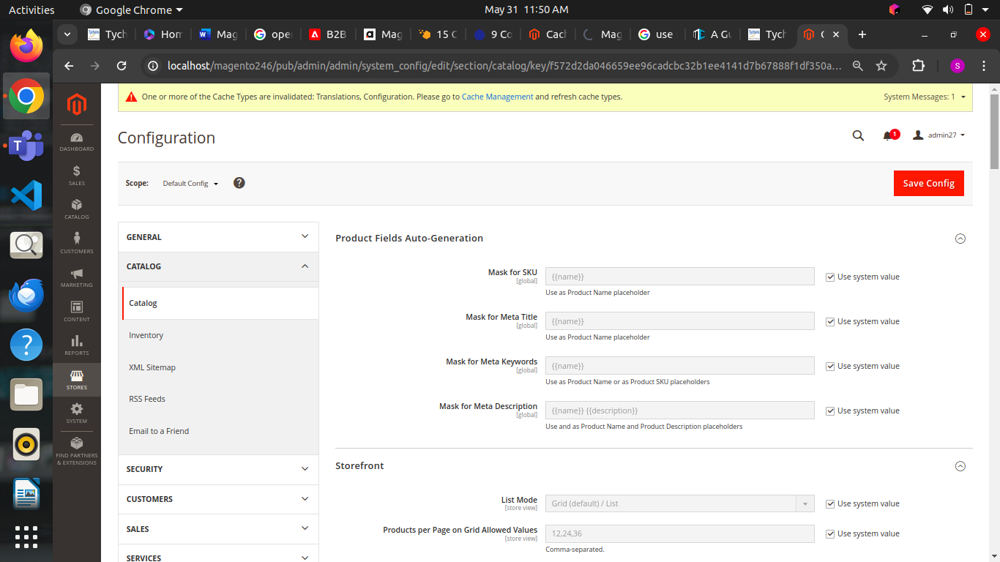 Activities
Google Chrome
May 31 11:50 AM
Tych
Hom
Mag
ope
B2B
Mag
15 C
9 Co
Cach
Mag
use
A Gu
Tych
localhost/magento246/pub/admin/admin/system_config/edit/section/catalog/key/f572d2da046659ee96cadcbc32b1ee4141d7b67888f1df350a...
S
One or more of the Cache Types are invalidated: Translations, Configuration. Please go to Cache Management and refresh cache types.
System Messages: 1
Configuration
1
admin27
Scope:
Default Config
?
Save Config
DASHBOARD
$
SALES
CATALOG
CUSTOMERS
MARKETING
CONTENT
REPORTS
STORES
SYSTEM
FIND PARTNERS
& EXTENSIONS
GENERAL
CATALOG
Catalog
Inventory
XML Sitemap
RSS Feeds
Email to a Friend
SECURITY
CUSTOMERS
SALES
SERVICES
Product Fields Auto-Generation
Mask for SKU
[global]
{{name}}
Use system value
Use as Product Name placeholder
Mask for Meta Title
[global]
{{name}}
Use system value
Use as Product Name placeholder
Mask for Meta Keywords
[global]
{{name}}
Use system value
Use as Product Name or as Product SKU placeholders
Mask for Meta Description
[global]
{{name}} {{description}}
Use system value
Use and as Product Name and Product Description placeholders
Storefront
List Mode
[store view]
Grid (default) / List
Use system value
Products per Page on Grid Allowed Values
[store view]
12,24,36
Use system value
Comma-separated.